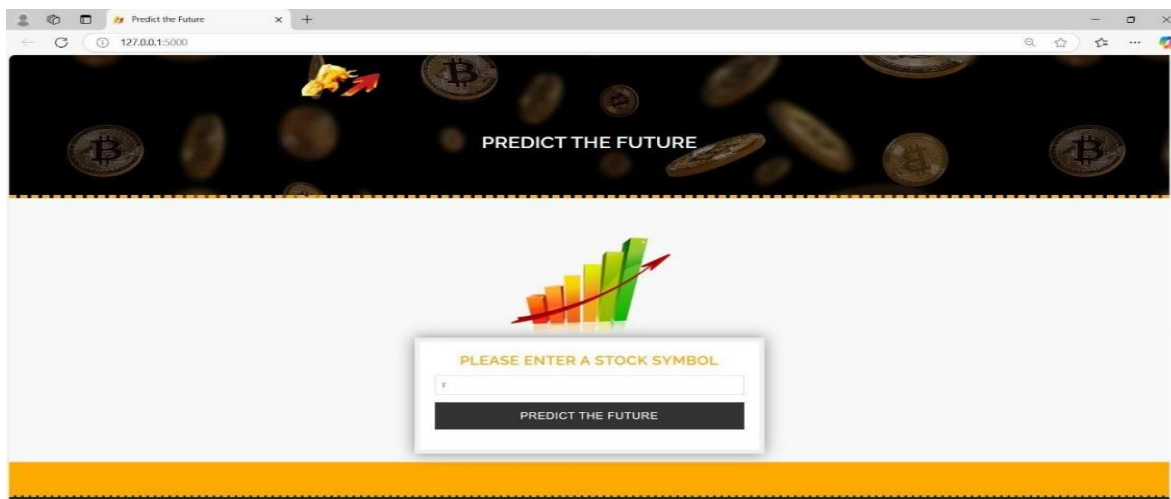 Predict the Future
127.0.0.1:5000
PREDICT THE FUTURE
PLEASE ENTER A STOCK SYMBOL
PREDICT THE FUTURE